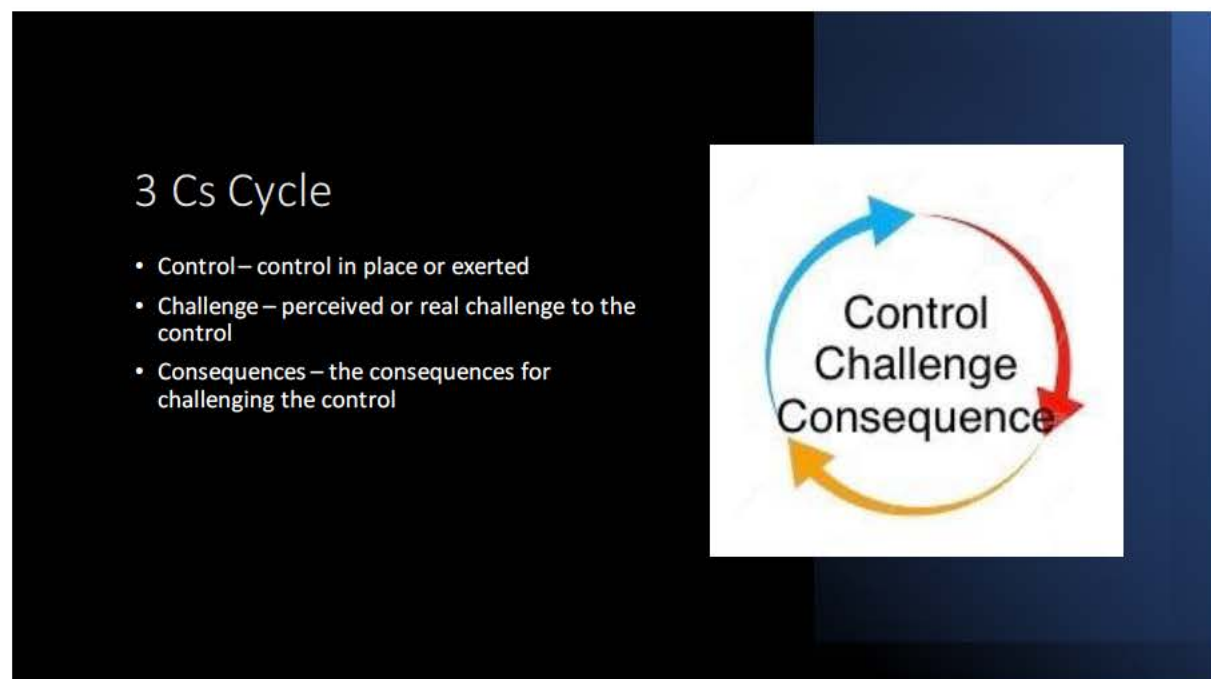 3 Cs Cycle
• Control – control in place or exerted
• Challenge – perceived or real challenge to the
control
• Consequences – the consequences for
challenging the control
Control
Challenge
Consequence